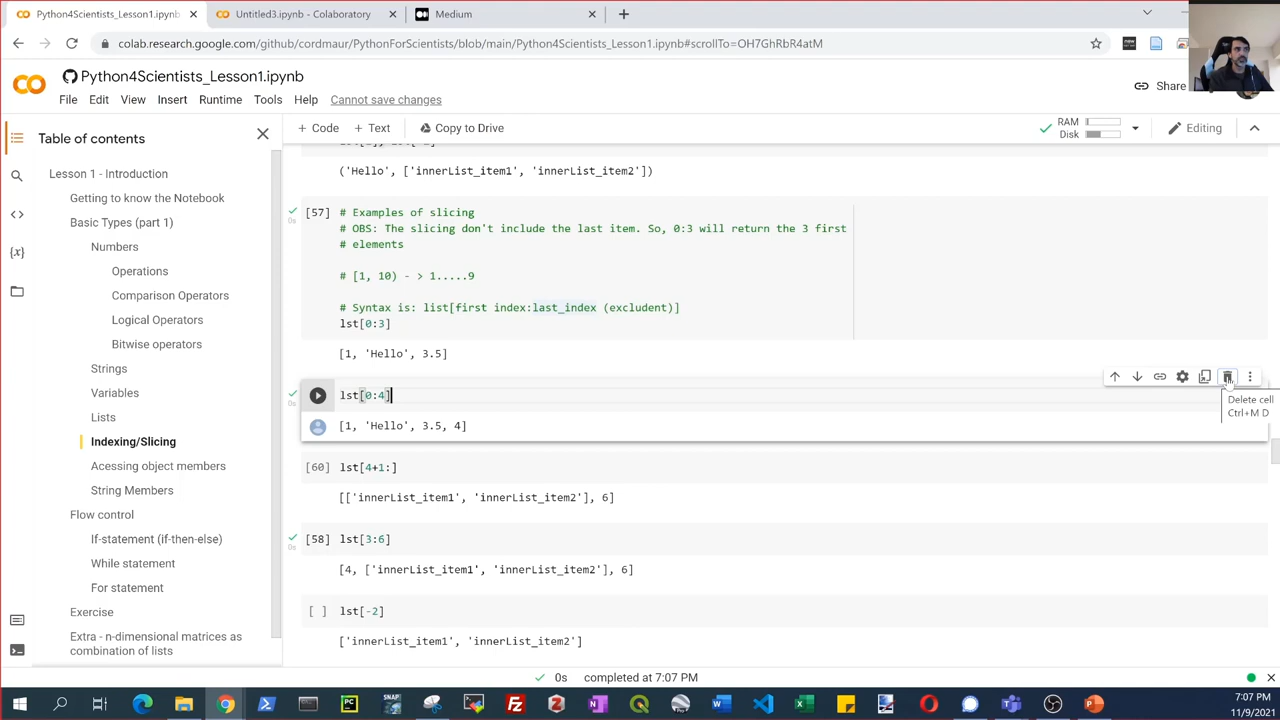 Python4Scientists_Lesson1.ipynb
Untitled3.ipynb - Colaboratory
Medium
colab.research.google.com/github/cordmaur/PythonForScientists/blob/main/Python4Scientists_Lesson1.ipynb#scrollTo=OH7GhRbR4atM
Python4Scientists_Lesson1.ipynb
Share
File Edit View Insert Runtime Tools Help Cannot save changes
+ Code + Text Copy to Drive
RAM
Disk
Editing
Table of contents
Lesson 1 - Introduction
Getting to know the Notebook
Basic Types (part 1)
Numbers
Operations
Comparison Operators
Logical Operators
Bitwise operators
Strings
Variables
Lists
Indexing/Slicing
Acessing object members
String Members
Flow control
If-statement (if-then-else)
While statement
For statement
Exercise
Extra - n-dimensional matrices as
combination of lists
('Hello', ['innerList_item1', 'innerList_item2'])
[57] # Examples of slicing
0s
# OBS: The slicing don't include the last item. So, 0:3 will return the 3 first
# elements
# [1, 10) - > 1.....9
# Syntax is: list[first index:last_index (excludent)]
lst[0:3]
[1, 'Hello', 3.5]
lst[0:4]
0s
[1, 'Hello', 3.5, 4]
Delete cell
Ctrl+M D
[60] lst[4+1:]
[['innerList_item1', 'innerList_item2'], 6]
[58] lst[3:6]
0s
[4, ['innerList_item1', 'innerList_item2'], 6]
[ ] lst[-2]
['innerList_item1', 'innerList_item2']
0s completed at 7:07 PM
7:07 PM
11/9/2021